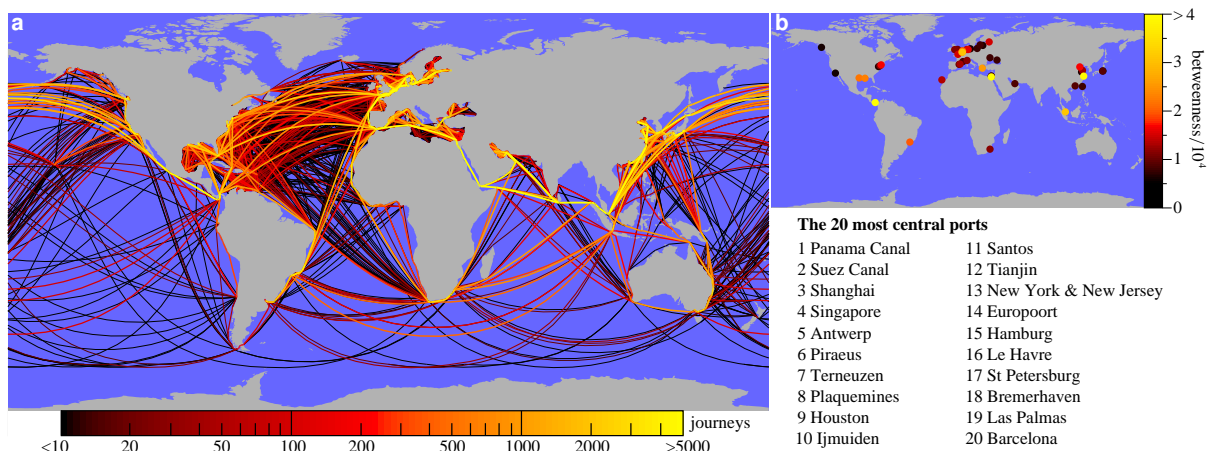 a
journeys
<10 20 50 100 200 500 1000 2000 >5000
b
>4
3
2
1
0
betweenness/10⁴
The 20 most central ports
1 Panama Canal
2 Suez Canal
3 Shanghai
4 Singapore
5 Antwerp
6 Piraeus
7 Terneuzen
8 Plaquemines
9 Houston
10 Ijmuiden
11 Santos
12 Tianjin
13 New York & New Jersey
14 Europoort
15 Hamburg
16 Le Havre
17 St Petersburg
18 Bremerhaven
19 Las Palmas
20 Barcelona